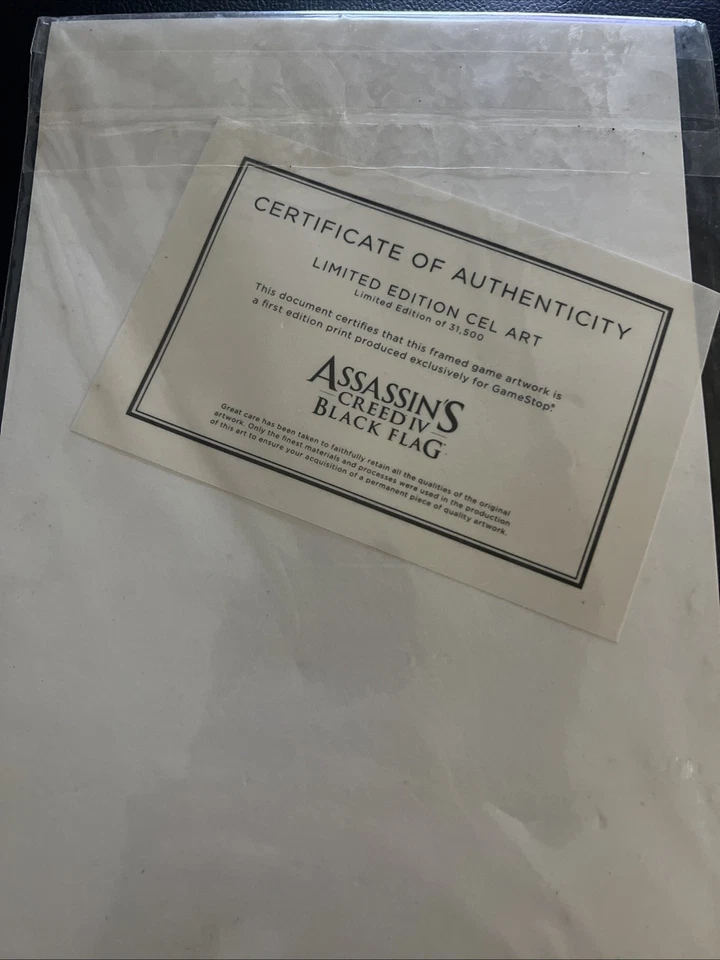 CERTIFICATE OF AUTHENTICITY
LIMITED EDITION CEL ART
Limited Edition of 31,500
This document certifies that this framed game artwork is
a first edition print produced exclusively for GameStop.®
ASSASSIN'S
CREED IV
BLACK FLAG
Great care has been taken to faithfully retain all the qualities of the original
artwork. Only the finest materials and processes were used in the production
of this art to ensure your acquisition of a permanent piece of quality artwork.